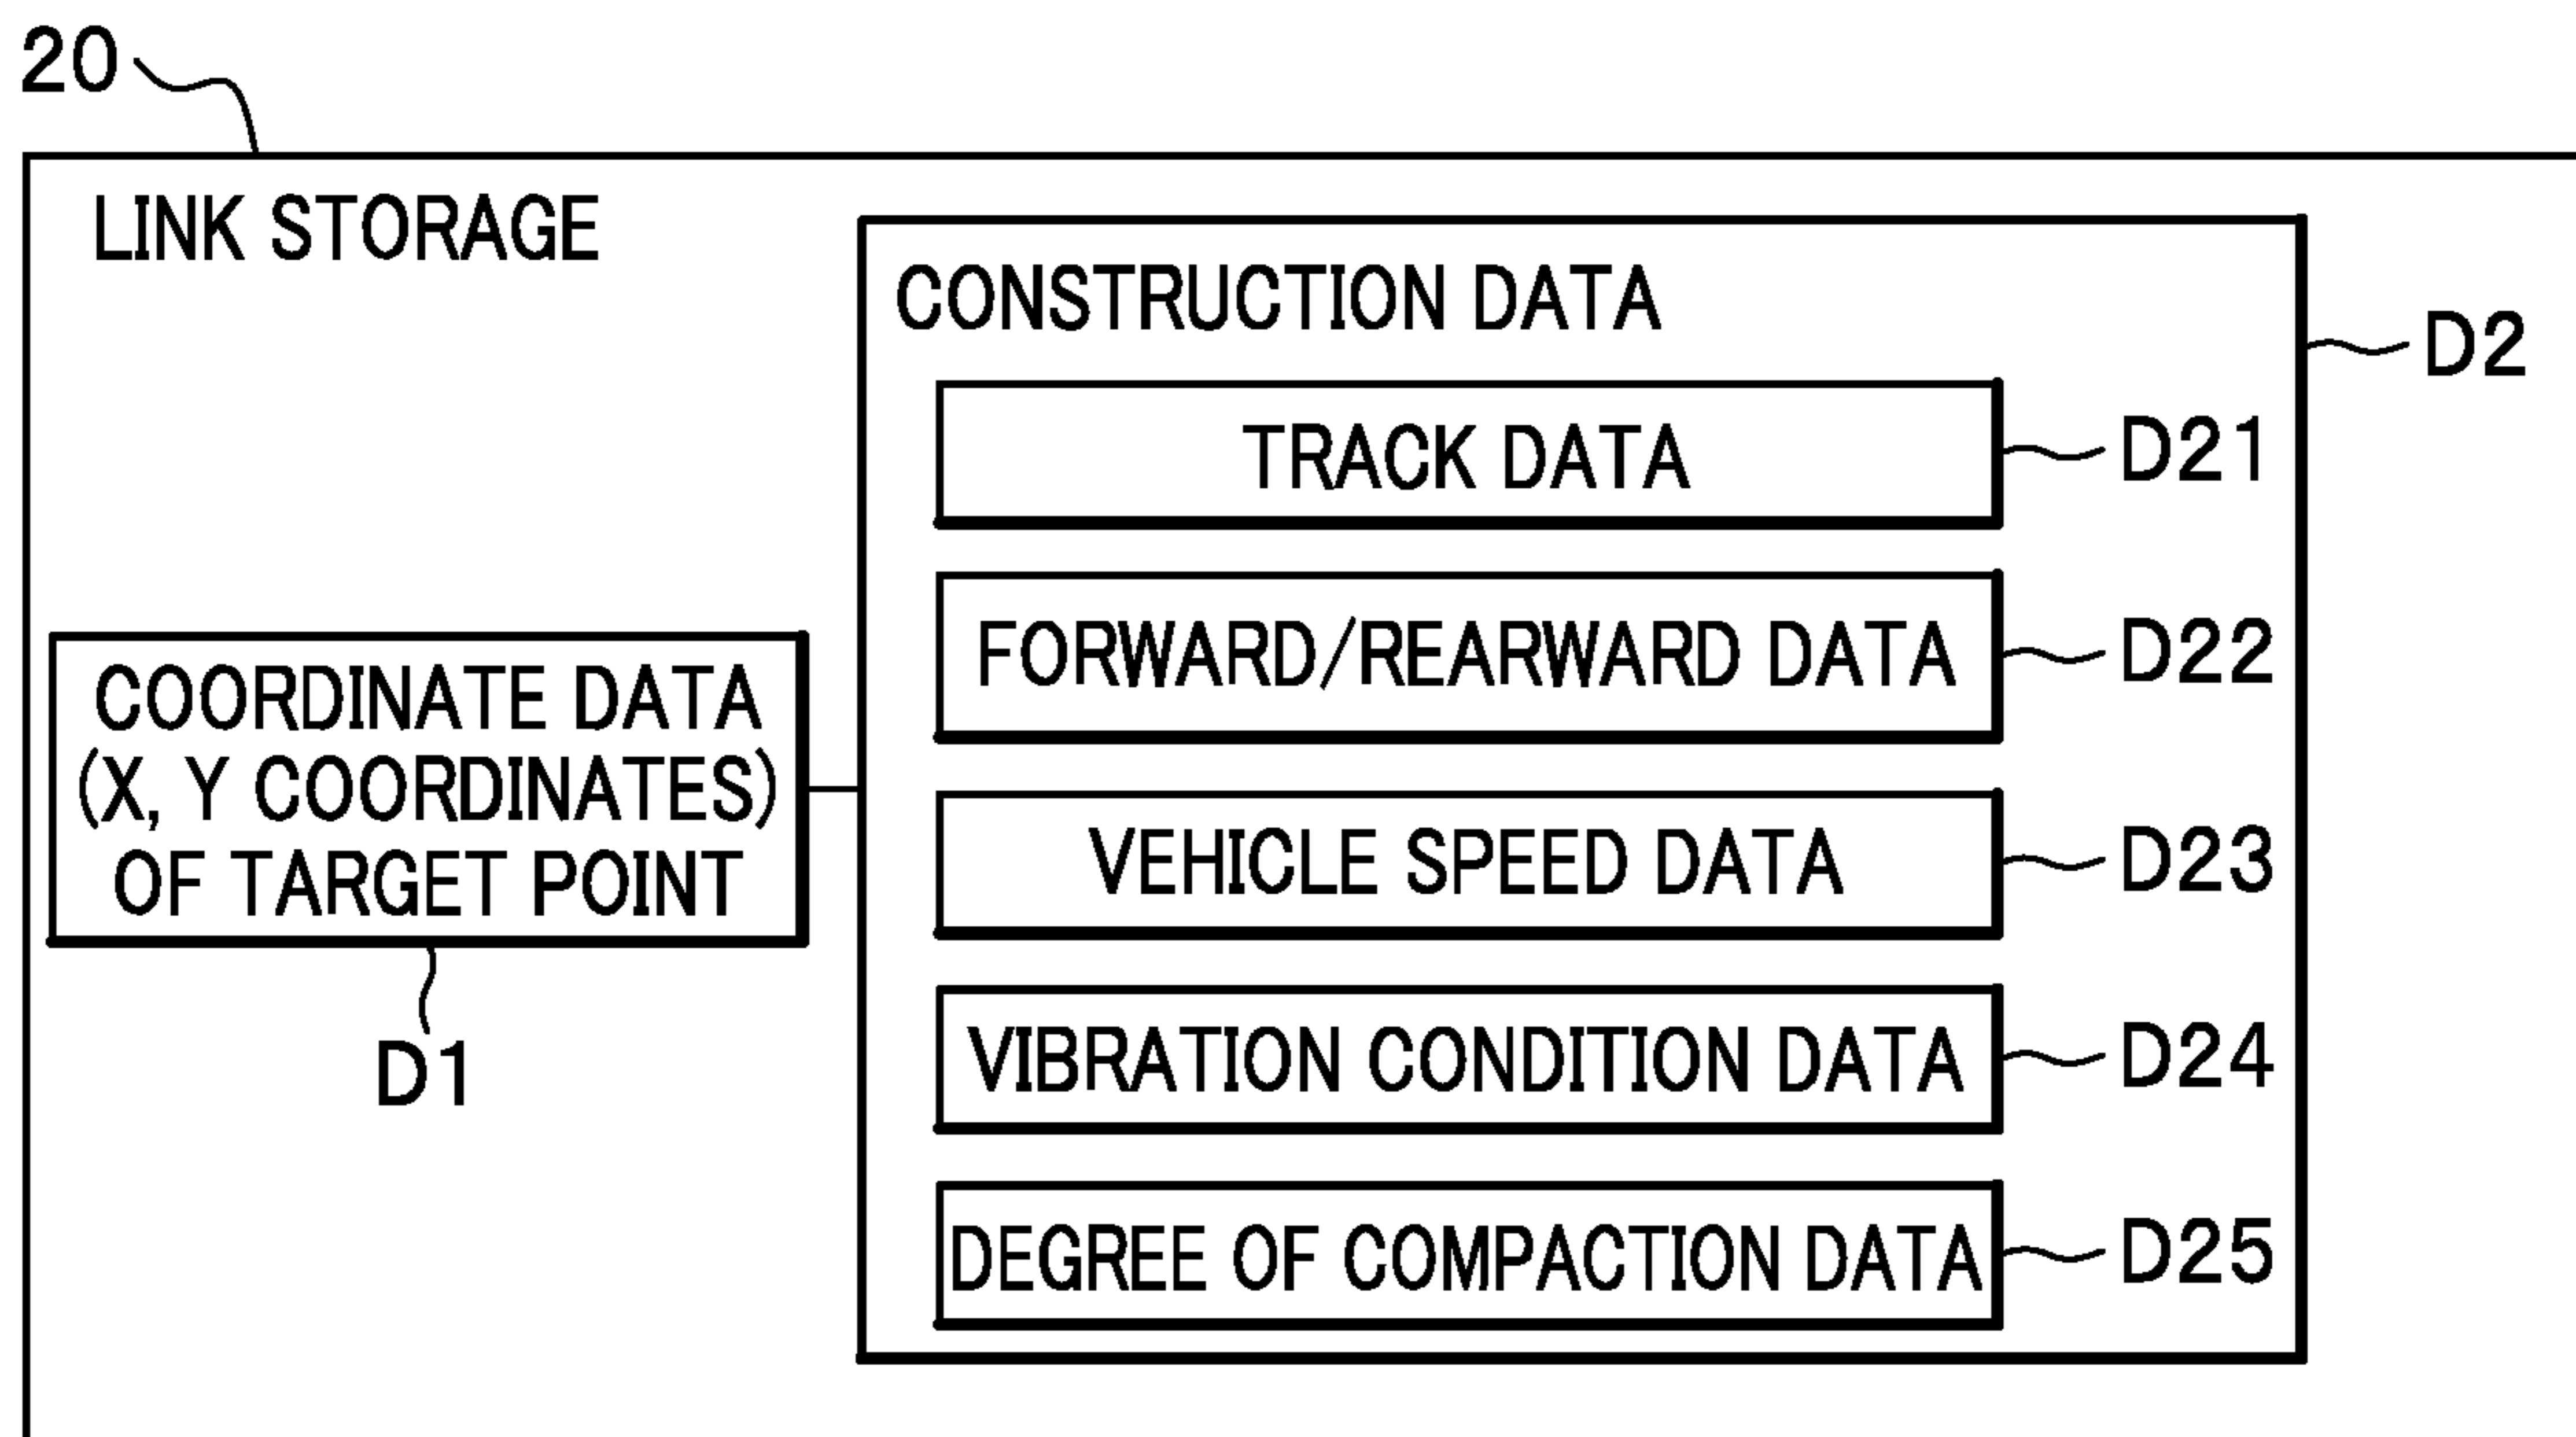 20
LINK STORAGE
CONSTRUCTION DATA
D2
TRACK DATA
D21
FORWARD/REARWARD DATA
D22
COORDINATE DATA
(X, Y COORDINATES)
OF TARGET POINT
D1
VEHICLE SPEED DATA
D23
VIBRATION CONDITION DATA
D24
DEGREE OF COMPACTION DATA
D25